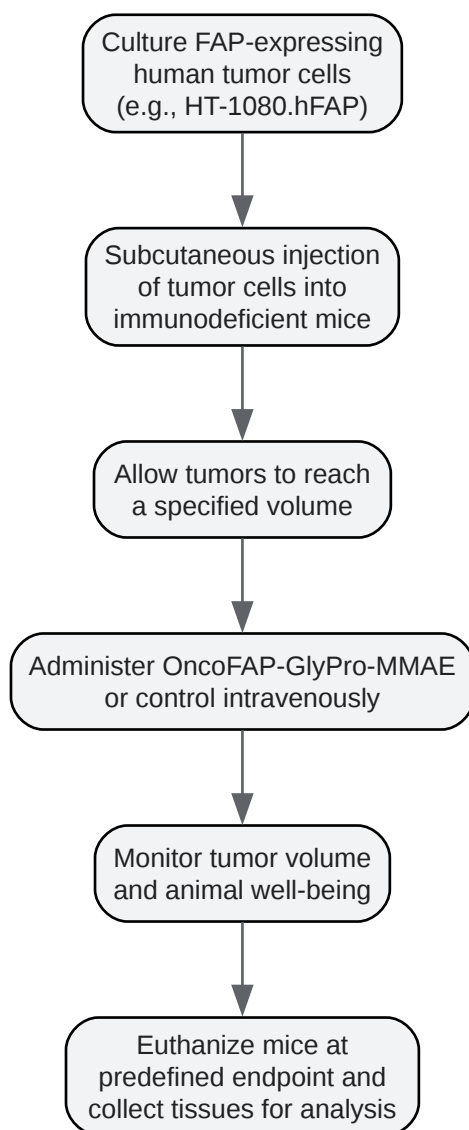 Culture FAP-expressing
human tumor cells
(e.g., HT-1080.hFAP)
Subcutaneous injection
of tumor cells into
immunodeficient mice
Allow tumors to reach
a specified volume
Administer OncoFAP-GlyPro-MMAE
or control intravenously
Monitor tumor volume
and animal well-being
Euthanize mice at
predefined endpoint and
collect tissues for analysis